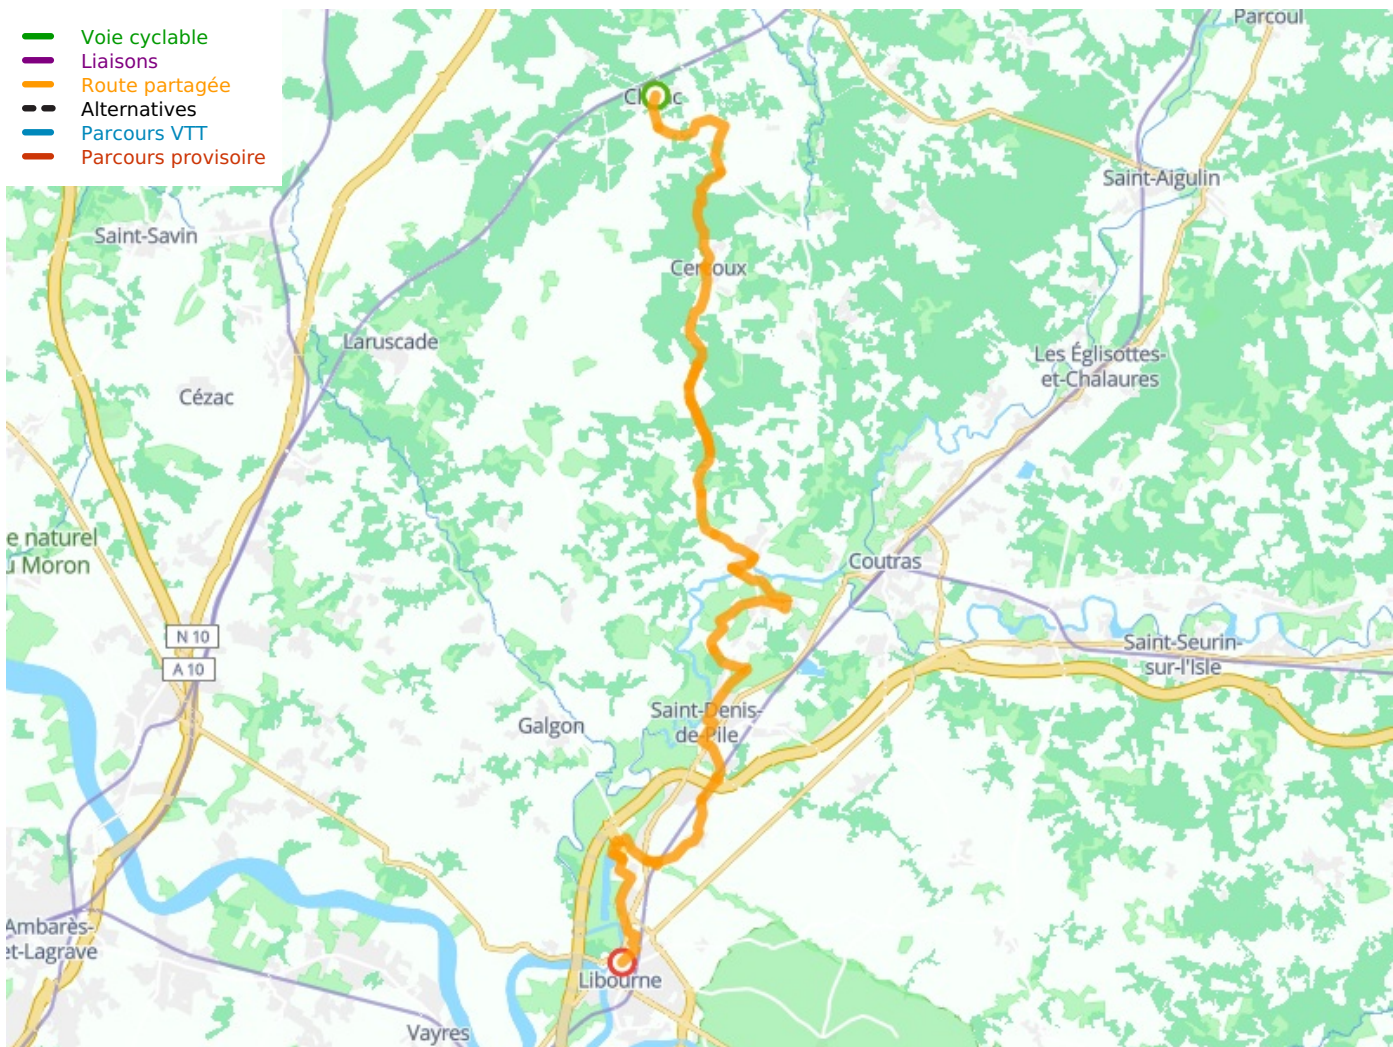 Voie cyclable
Liaisons
Route partagée
Alternatives
Parcours VTT
Parcours provisoire
Parcoul
Saint-Aigulin
Saint-Savin
Cercoux
Laruscade
Les Églisottes-
et-Chalaures
Cézac
e naturel
u Moron
Coutras
N 10
A 10
Saint-Seurin-
sur-l'Isle
Saint-Denis-
de-Pile
Galgon
Ambarès-
et-Lagrave
Libourne
Vayres